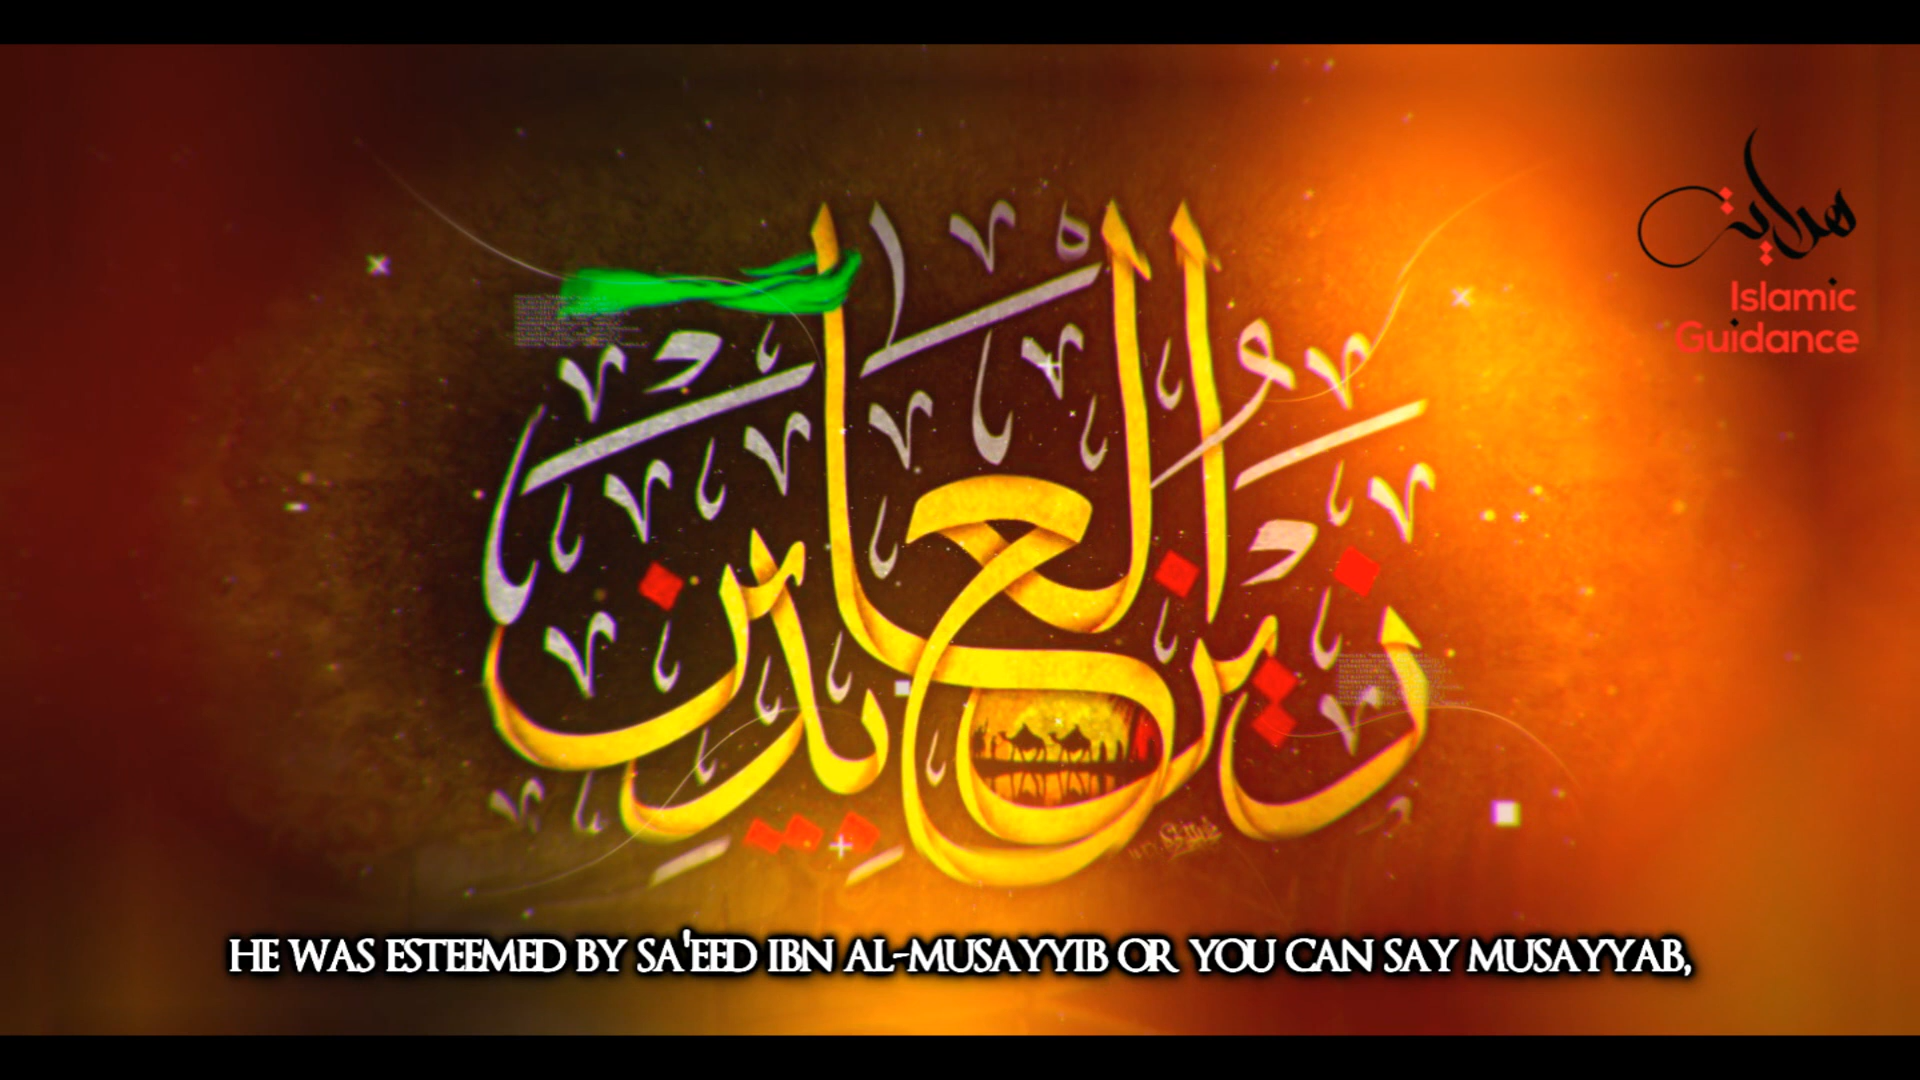 زين العابدين
هداية
Islamic
Guidance
HE WAS ESTEEMED BY SA'EED IBN AL-MUSAYYIB OR YOU CAN SAY MUSAYYAB,